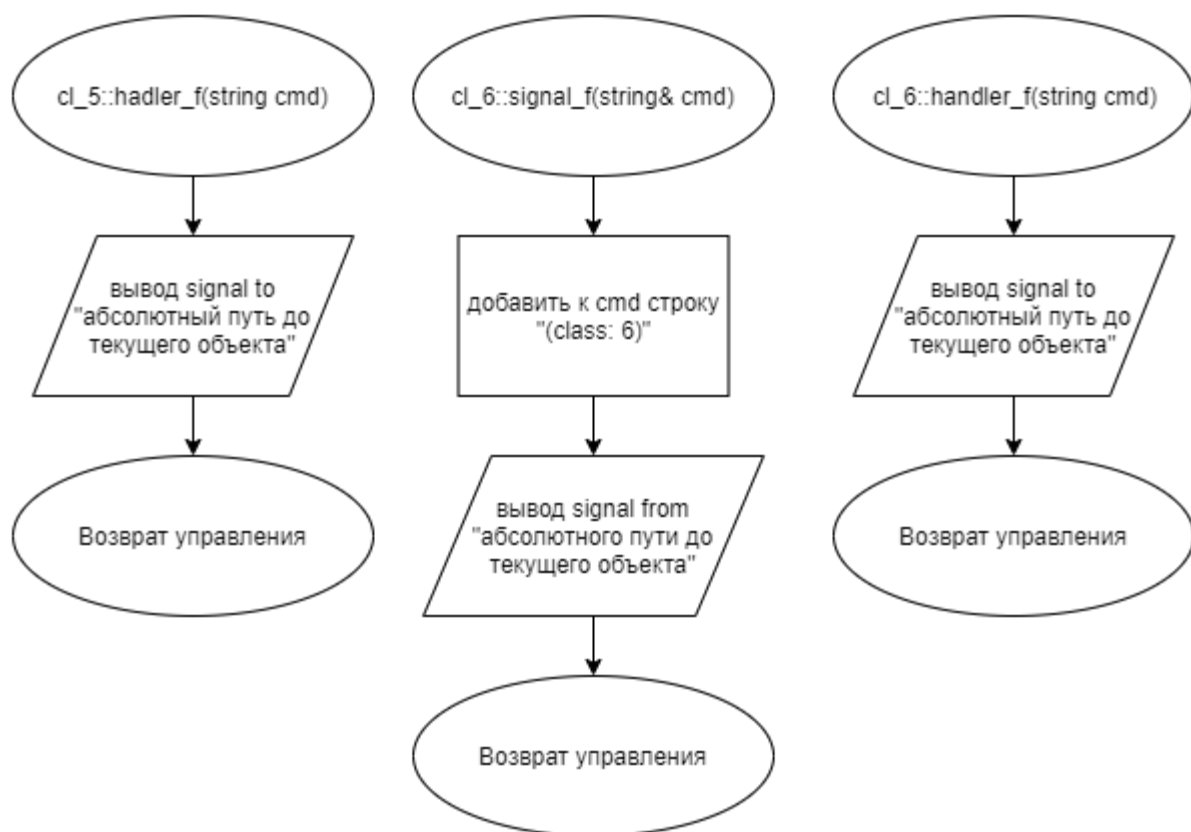 cl_5::hadler_f(string cmd)
вывод signal to
"абсолютный путь до
текущего объекта"
Возврат управления
cl_6::signal_f(string& cmd)
добавить к cmd строку
"(class: 6)"
вывод signal from
"абсолютного пути до
текущего объекта"
Возврат управления
cl_6::handler_f(string cmd)
вывод signal to
"абсолютный путь до
текущего объекта"
Возврат управления